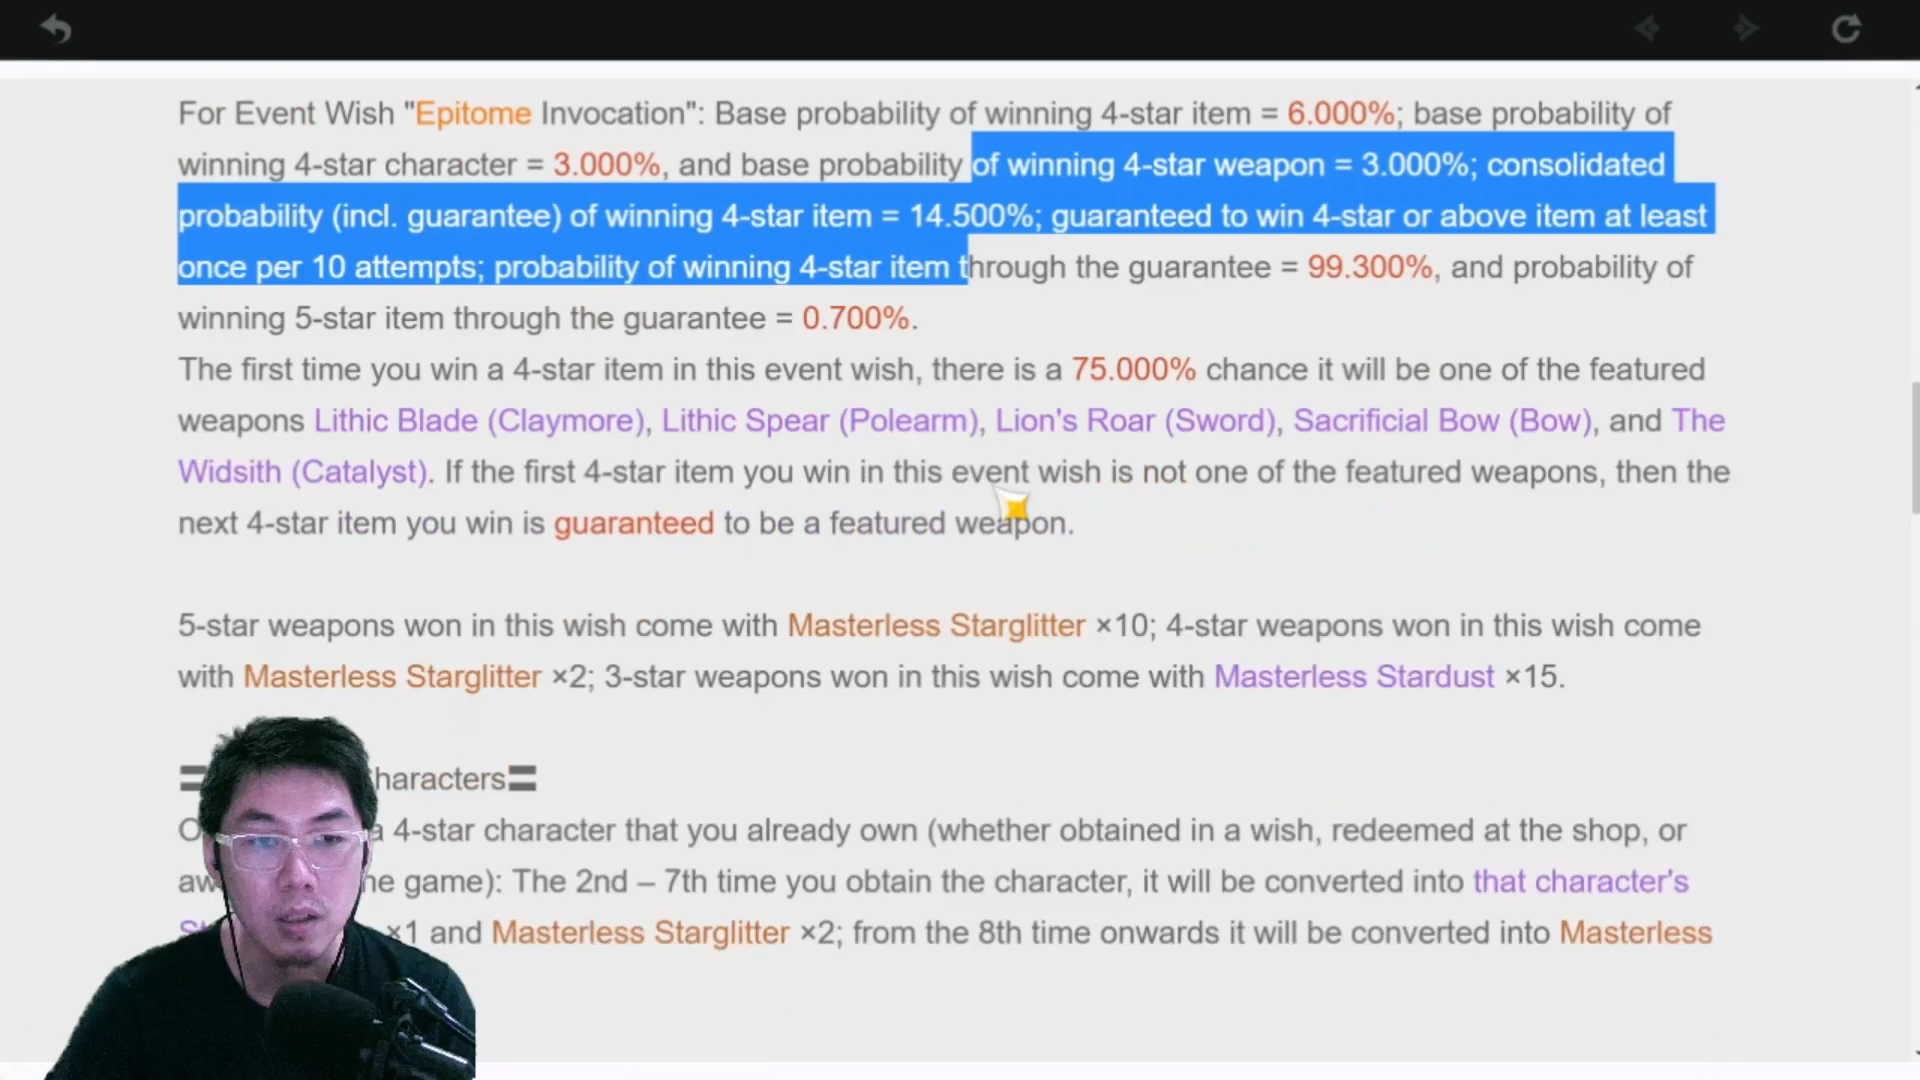 For Event Wish "Epitome Invocation": Base probability of winning 4-star item = 6.000%; base probability of
winning 4-star character = 3.000%, and base probability of winning 4-star weapon = 3.000%; consolidated
probability (incl. guarantee) of winning 4-star item = 14.500%; guaranteed to win 4-star or above item at least
once per 10 attempts; probability of winning 4-star item through the guarantee = 99.300%, and probability of
winning 5-star item through the guarantee = 0.700%.
The first time you win a 4-star item in this event wish, there is a 75.000% chance it will be one of the featured
weapons Lithic Blade (Claymore), Lithic Spear (Polearm), Lion's Roar (Sword), Sacrificial Bow (Bow), and The
Widsith (Catalyst). If the first 4-star item you win in this event wish is not one of the featured weapons, then the
next 4-star item you win is guaranteed to be a featured weapon.
5-star weapons won in this wish come with Masterless Starglitter ×10; 4-star weapons won in this wish come
with Masterless Starglitter ×2; 3-star weapons won in this wish come with Masterless Stardust ×15.
haracters〓
a 4-star character that you already own (whether obtained in a wish, redeemed at the shop, or
he game): The 2nd – 7th time you obtain the character, it will be converted into that character's
×1 and Masterless Starglitter ×2; from the 8th time onwards it will be converted into Masterless